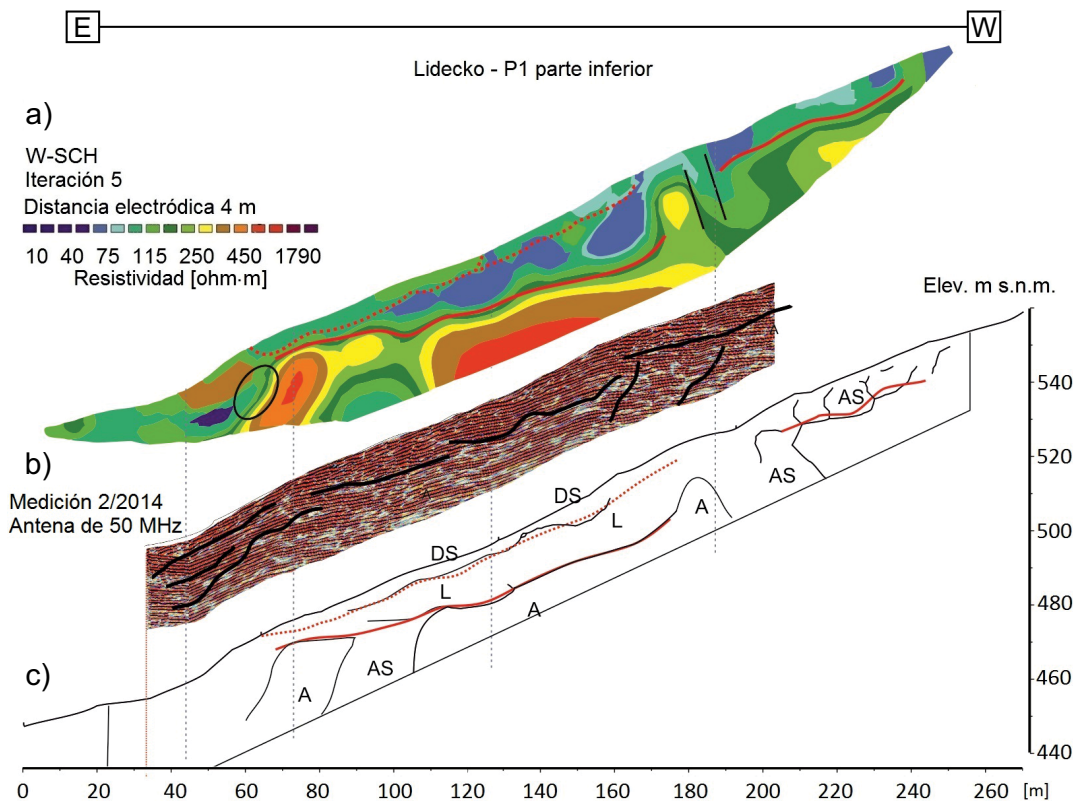 E W
Lidecko - P1 parte inferior
a)
W-SCH
Iteración 5
Distancia electródica 4 m
10 40 75 115 250 450 1790
Resistividad [ohm·m]
Elev. m s.n.m.
b)
Medición 2/2014
Antena de 50 MHz
540
520
500
480
460
440
AS
AS
DS
L
A
DS
L
A
AS
A
c)
0 20 40 60 80 100 120 140 160 180 200 220 240 260 [m]